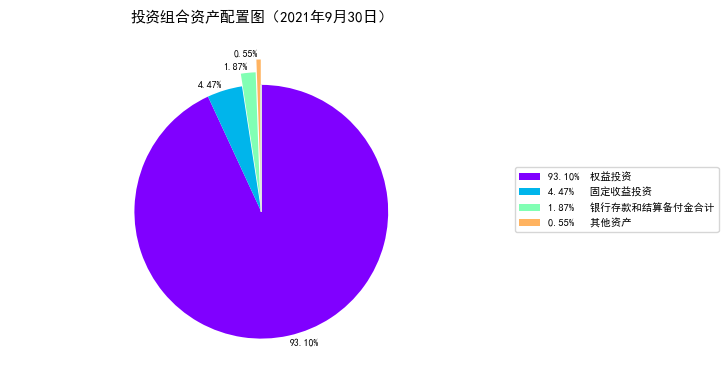 投资组合资产配置图（2021年9月30日）
0.55%
1.87%
4.47%
93.10%
93.10% 权益投资
4.47% 固定收益投资
1.87% 银行存款和结算备付金合计
0.55% 其他资产